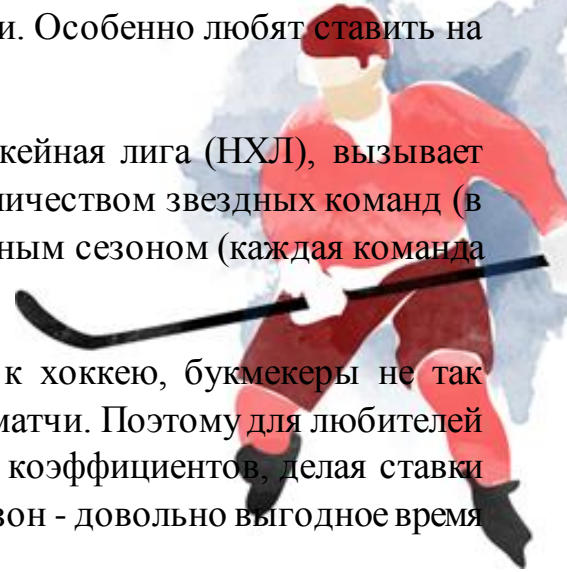 и. Особенно любят ставить на
кейная лига (НХЛ), вызывает
личеством звездных команд (в
ным сезоном (каждая команда
к хоккею, букмекеры не так
матчи. Поэтому для любителей
коэффициентов, делая ставки
зон - довольно выгодное время